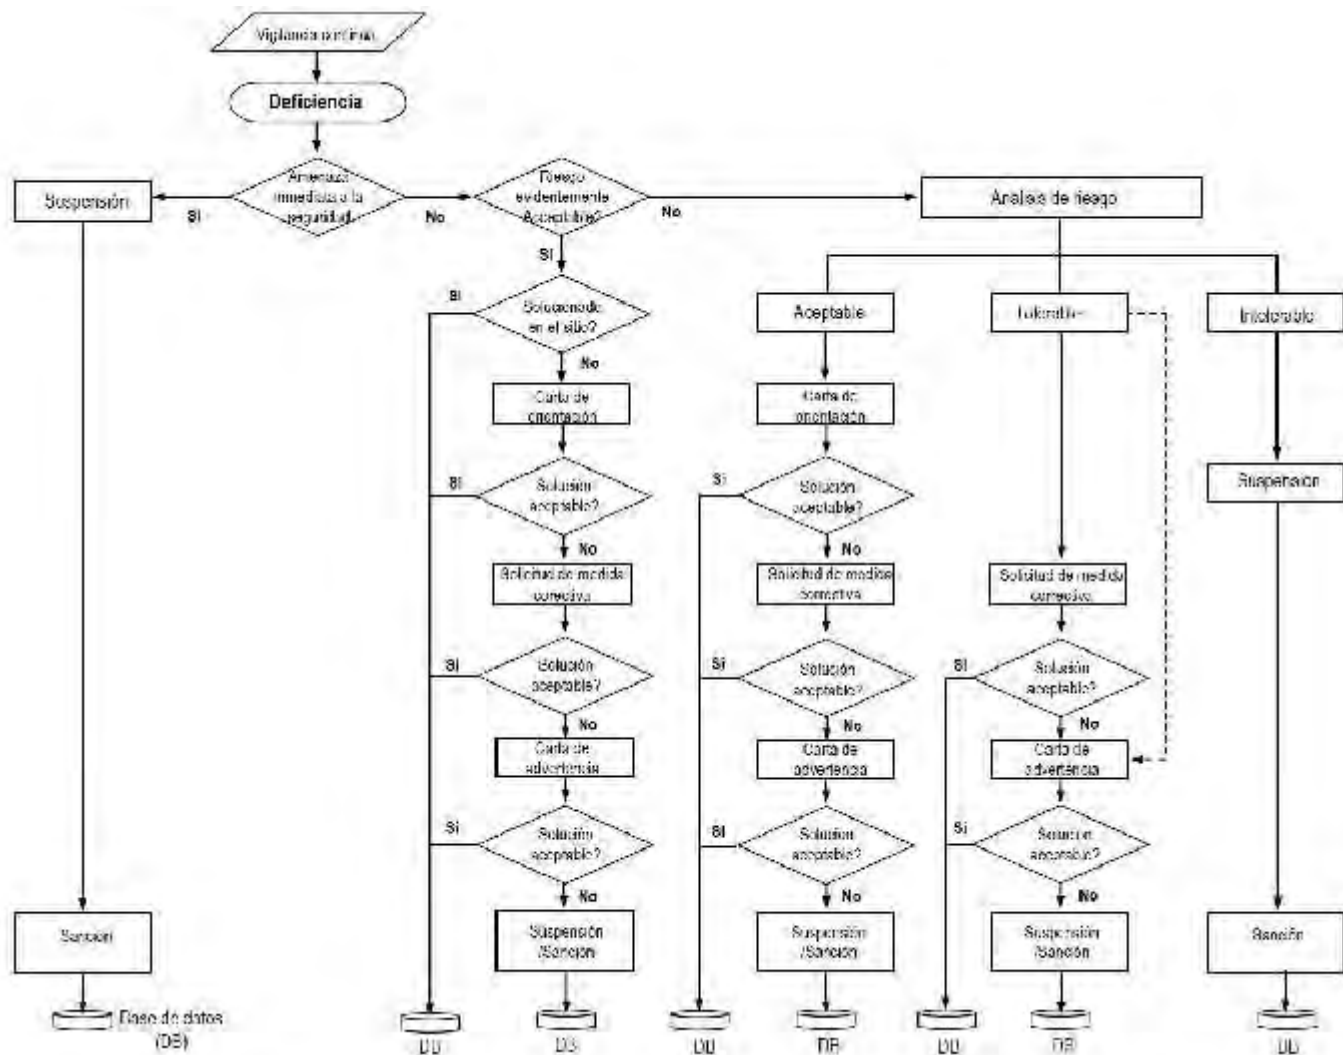 Vigilancia continua
Deficiencia
Amenaza
inmediata a la
seguridad
Si
No
Suspensión
Riesgo
evidentemente
Acceptable?
No
SI
Análisis de riesgo
SI
Solucionado
en el sitio?
No
Aceptable
Tolerable
Intolerable
Carta de
orientación
Carta de
orientación
SI
Solución
aceptable?
No
Si
Solución
aceptable?
No
Suspensión
Solicitud de medida
correctiva
Solicitud de medida
correctiva
Solicitud de medida
correctiva
Si
Solución
aceptable?
No
Si
Solución
aceptable?
No
SI
Solución
aceptable?
No
Carta de
advertencia
Carta de
advertencia
Carta de
advertencia
Si
Solución
aceptable?
No
SI
Solución
aceptable?
No
Si
Solución
aceptable?
No
Sanción
Suspensión
/Sanción
Suspensión
/Sanción
Suspensión
/Sanción
Sanción
Base de datos
(DB)
DB
DB
DB
DB
DB
DB
DB